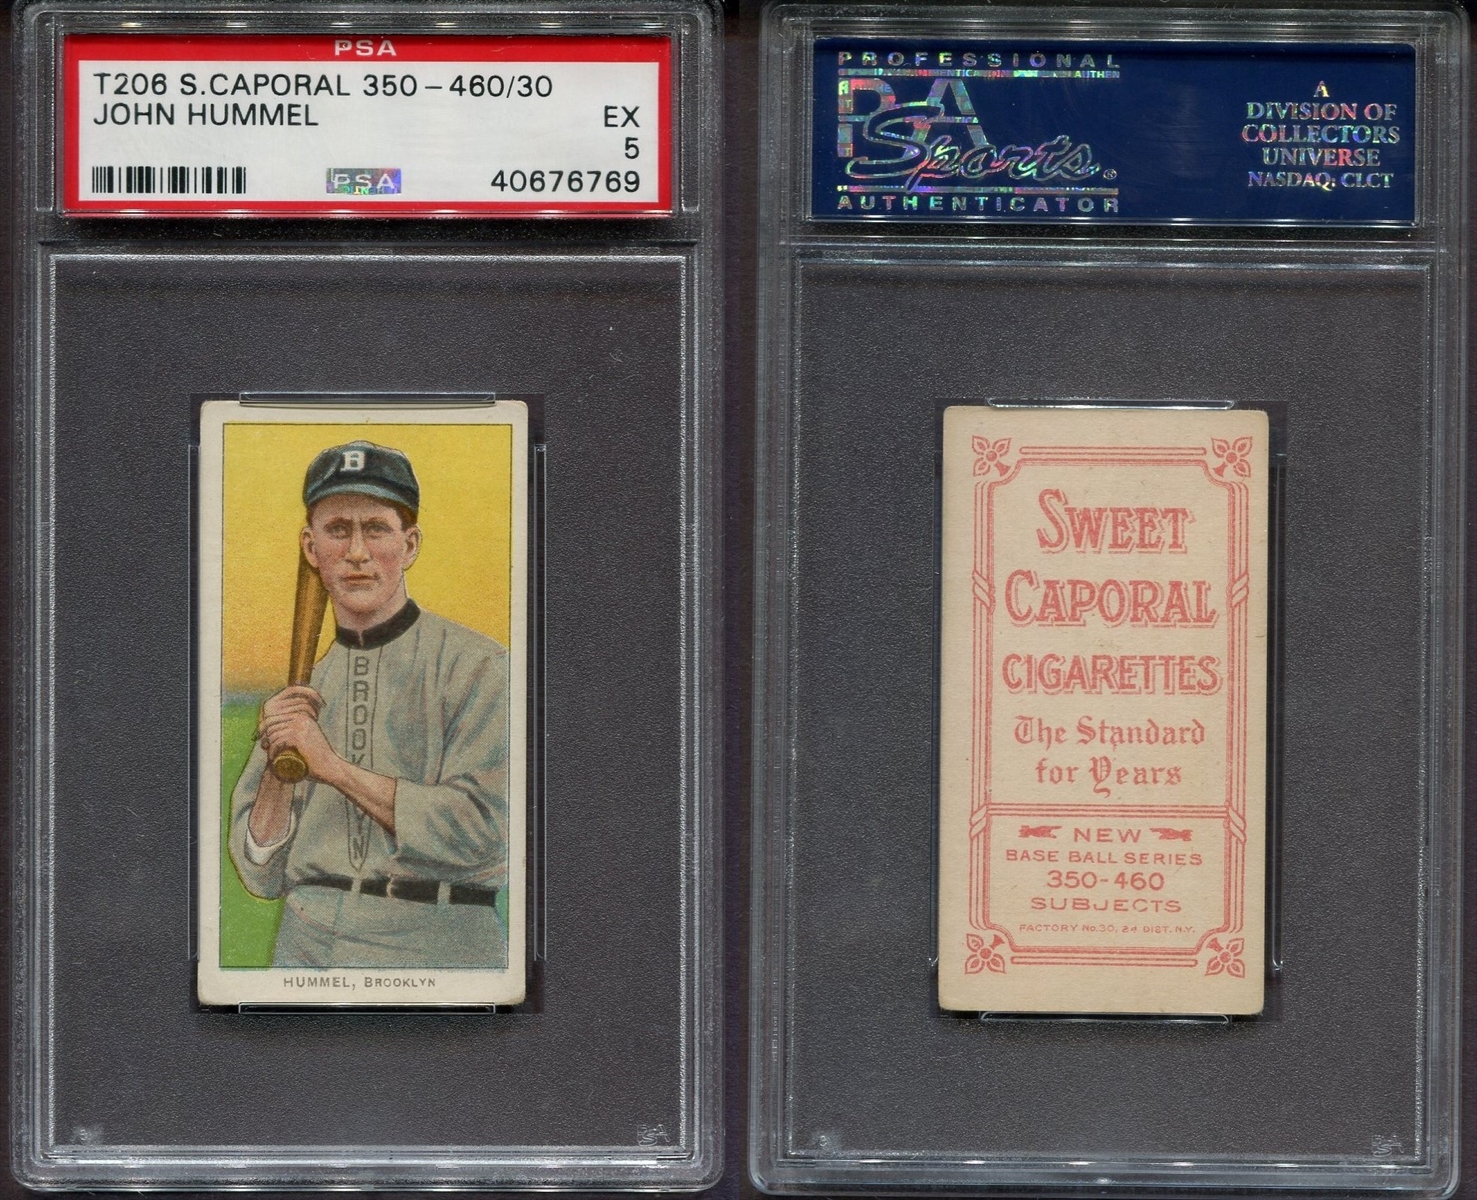 PSA
T206 S.CAPORAL 350-460/30
JOHN HUMMEL
EX
5
PSA
40676769
B
BROOKLYN
HUMMEL, BROOKLYN
PROFESSIONAL
PSA
Sports®
AUTHENTICATOR
A
DIVISION OF
COLLECTORS
UNIVERSE
NASDAQ: CLCT
SWEET
CAPORAL
CIGARETTES
The Standard
for Years
NEW
BASE BALL SERIES
350-460
SUBJECTS
FACTORY No. 30, 2d DIST. N.Y.